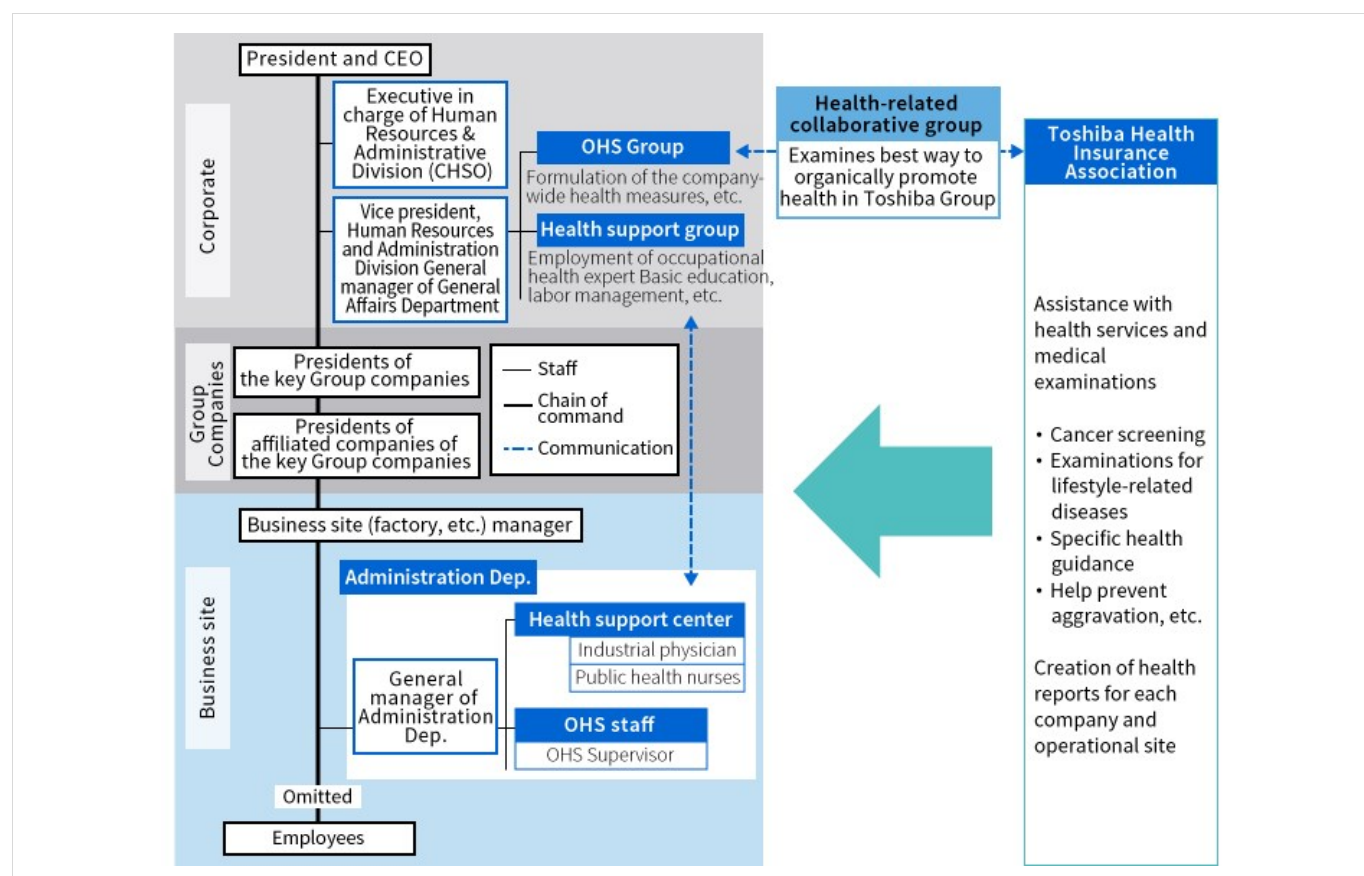 President and CEO
Corporate
Executive in
charge of Human
Resources &
Administrative
Division (CHSO)
Vice president,
Human Resources
and Administration
Division General
manager of General
Affairs Department
OHS Group
Formulation of the company-
wide health measures, etc.
Health support group
Employment of occupational
health expert Basic education,
labor management, etc.
Health-related
collaborative group
Examines best way to
organically promote
health in Toshiba Group
Toshiba Health
Insurance
Association
Assistance with
health services and
medical
examinations
• Cancer screening
• Examinations for
lifestyle-related
diseases
• Specific health
guidance
• Help prevent
aggravation, etc.
Creation of health
reports for each
company and
operational site
Group
Companies
Presidents of
the key Group companies
Presidents of
affiliated companies of
the key Group companies
Staff
Chain of
command
Communication
Business site
Business site (factory, etc.) manager
Administration Dep.
General
manager of
Administration
Dep.
Health support center
Industrial physician
Public health nurses
OHS staff
OHS Supervisor
Omitted
Employees